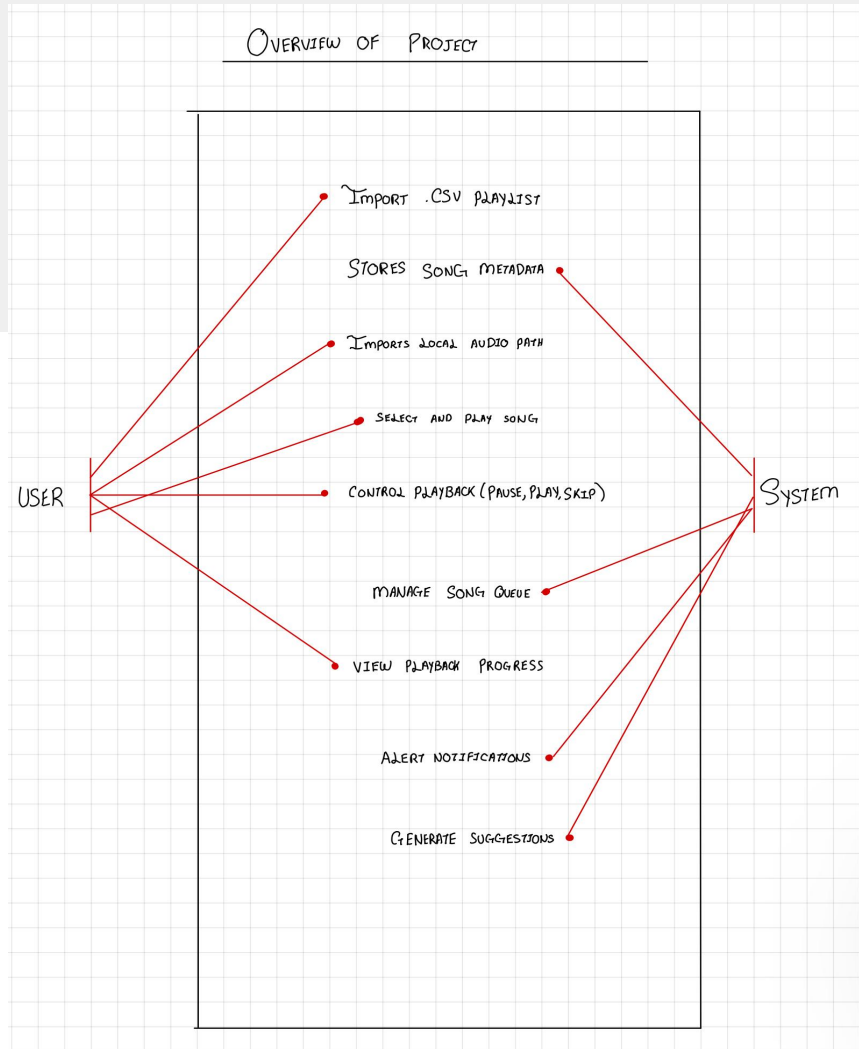 OVERVIEW OF PROJECT
IMPORT .CSV PLAYLIST
STORES SONG METADATA
IMPORTS LOCAL AUDIO PATH
SELECT AND PLAY SONG
USER
CONTROL PLAYBACK (PAUSE, PLAY, SKIP)
SYSTEM
MANAGE SONG QUEUE
VIEW PLAYBACK PROGRESS
ALERT NOTIFICATIONS
GENERATE SUGGESTIONS